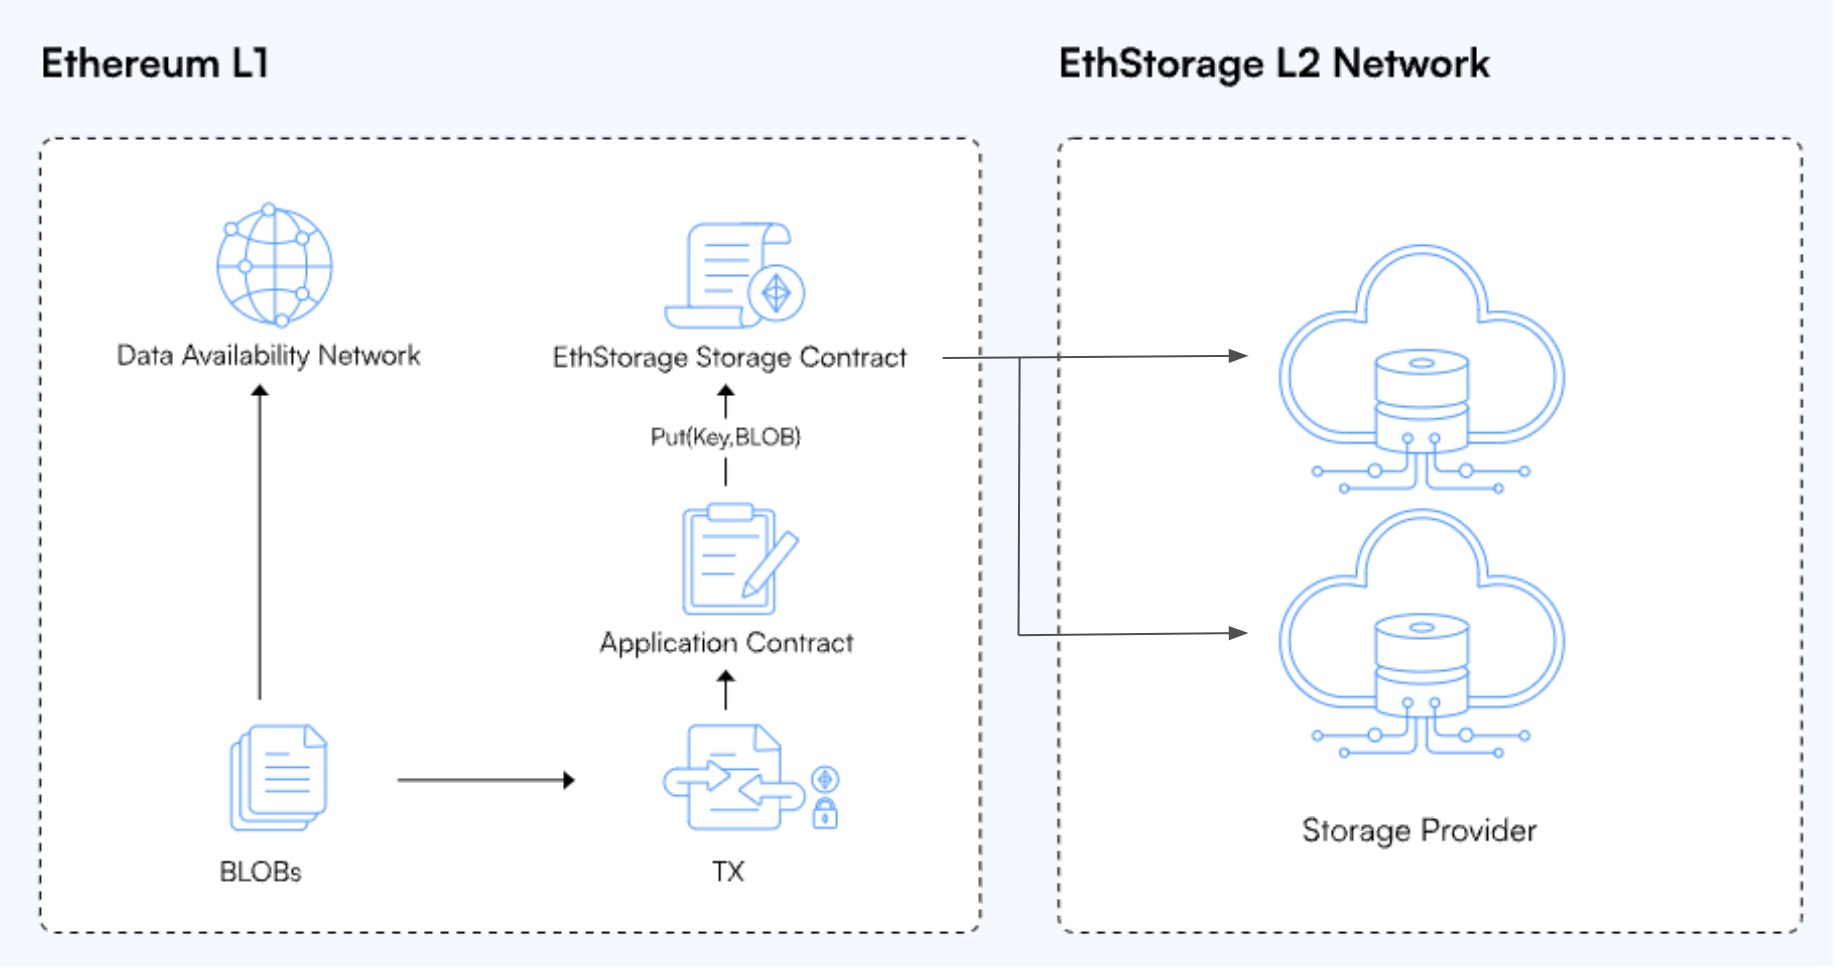 Ethereum L1
EthStorage L2 Network
Data Availability Network
EthStorage Storage Contract
Put(Key,BLOB)
Application Contract
BLOBs
TX
Storage Provider